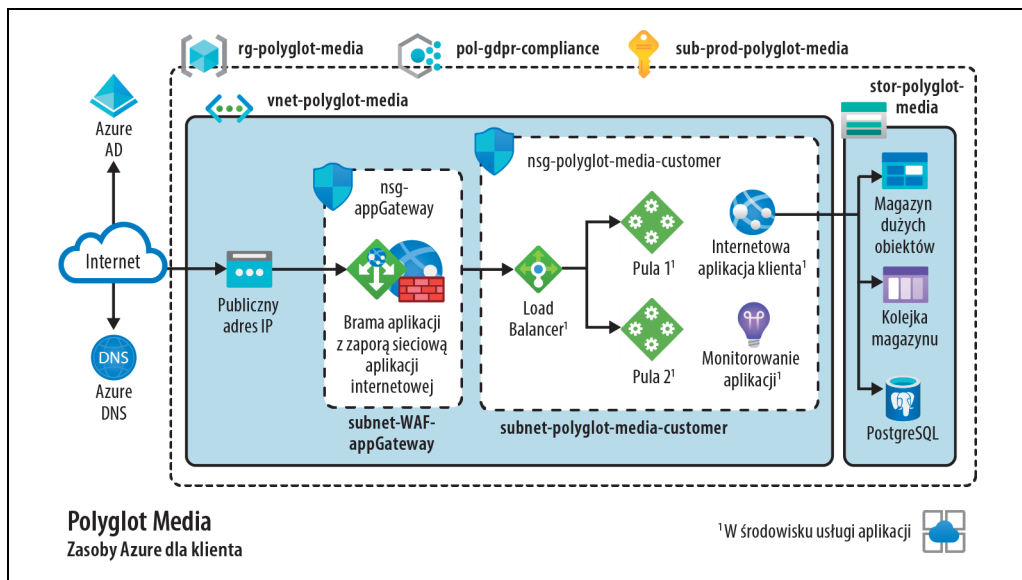 rg-polyglot-media
pol-gdpr-compliance
sub-prod-polyglot-media
stor-polyglot-
media
vnet-polyglot-media
Azure
AD
Internet
DNS
Azure
DNS
Publiczny
adres IP
nsg-
appGateway
Brama aplikacji
z zaporą sieciową
aplikacji
internetowej
subnet-WAF-
appGateway
nsg-polyglot-media-customer
Load
Balancer¹
Pula 1¹
Pula 2¹
Internetowa
aplikacja klienta¹
Monitorowanie
aplikacji¹
subnet-polyglot-media-customer
Magazyn
dużych
obiektów
Kolejka
magazynu
PostgreSQL
Polyglot Media
Zasoby Azure dla klienta
¹W środowisku usługi aplikacji